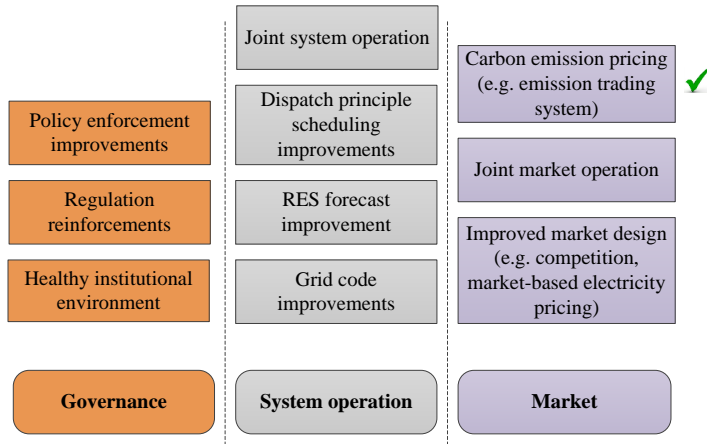 Policy enforcement
improvements
Regulation
reinforcements
Healthy institutional
environment
Governance
Joint system operation
Dispatch principle
scheduling
improvements
RES forecast
improvement
Grid code
improvements
System operation
Carbon emission pricing
(e.g. emission trading
system)
Joint market operation
Improved market design
(e.g. competition,
market-based electricity
pricing)
Market